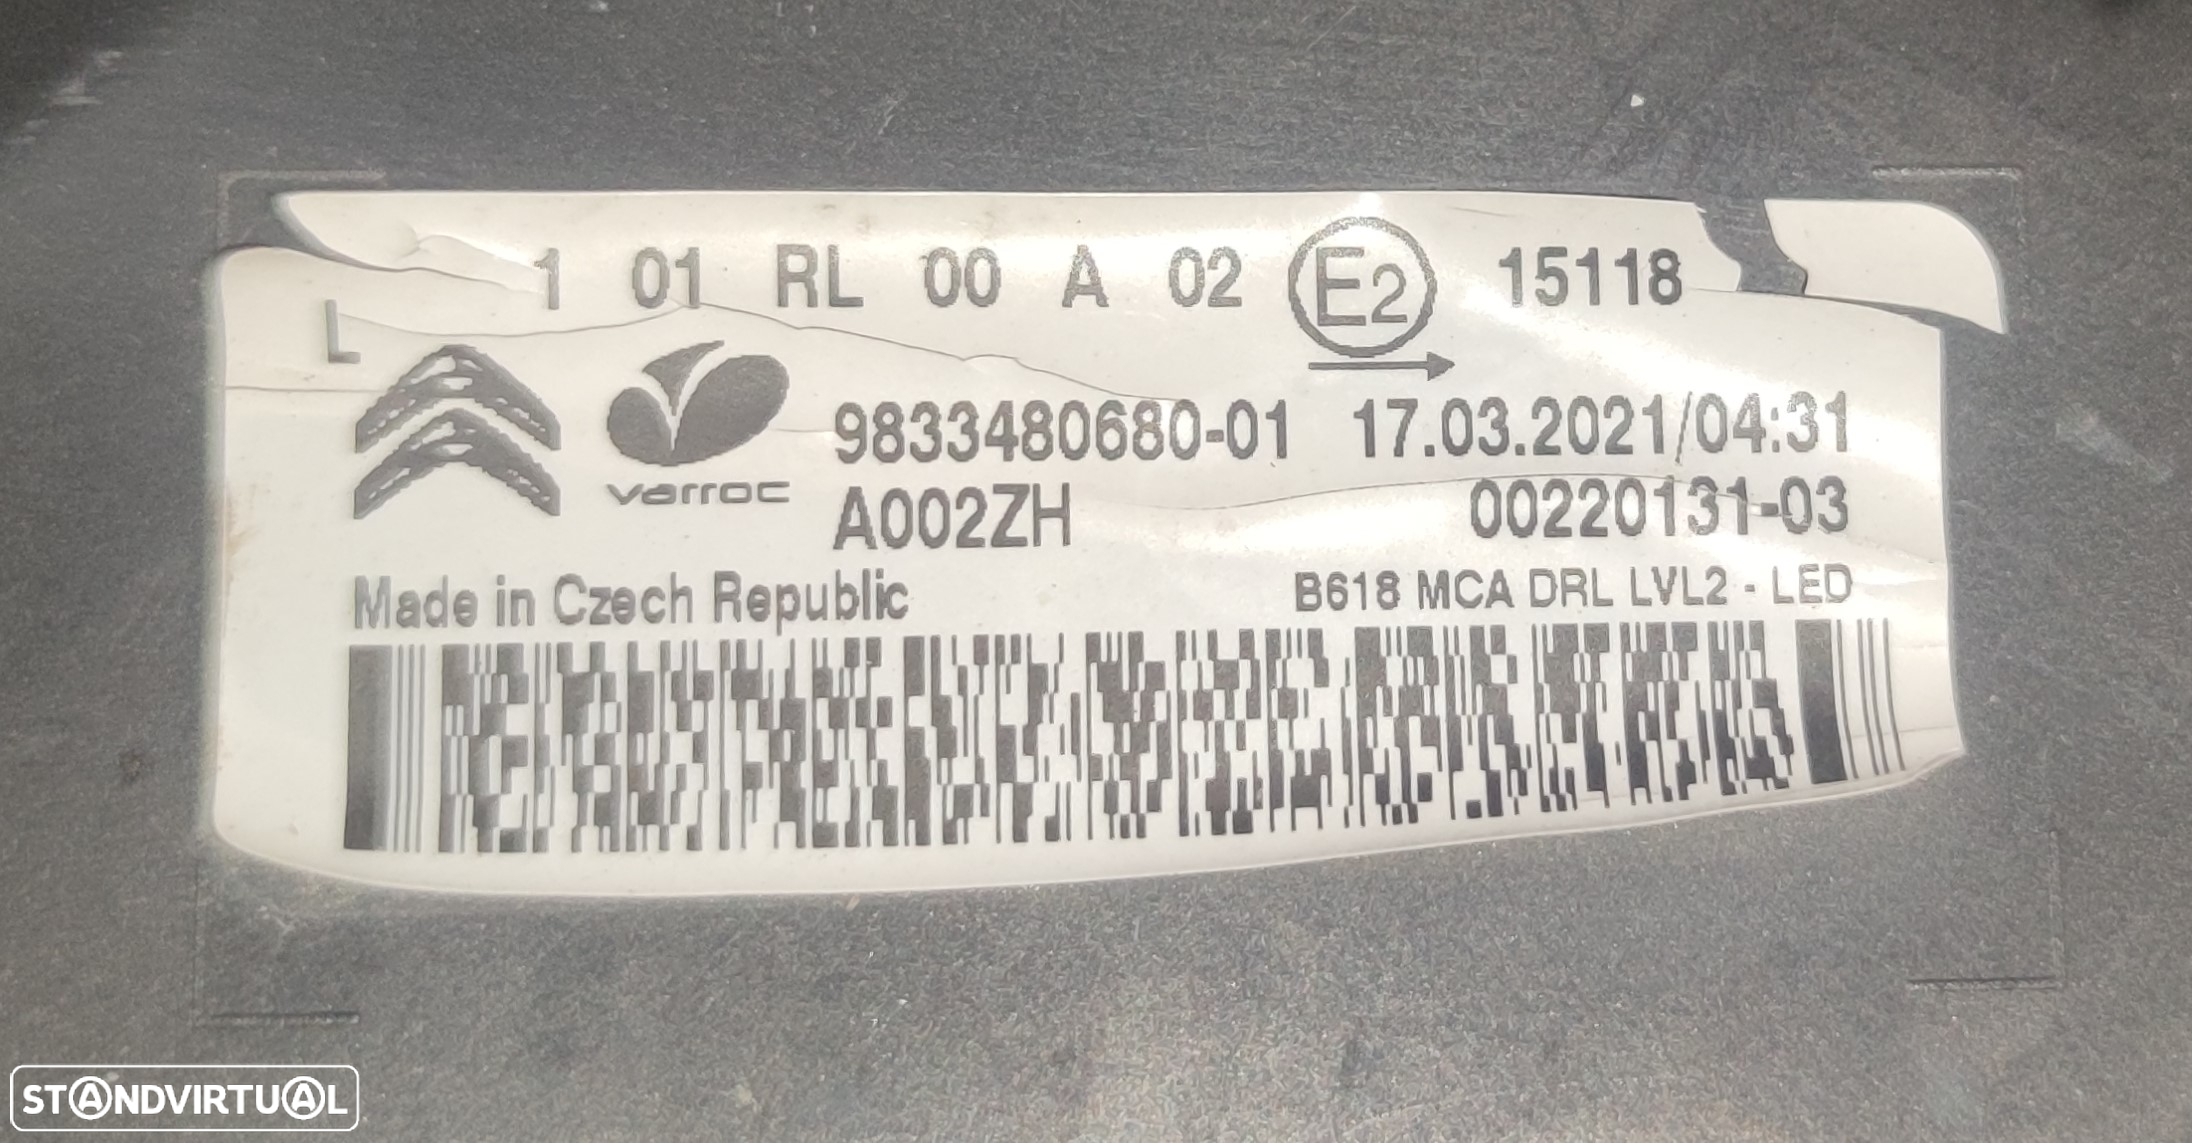 1 01 RL 00 A 02 E2 15118
L
varroc 9833480680-01 17.03.2021/04:31
A002ZH 00220131-03
Made in Czech Republic B618 MCA DRL LVL2 - LED
STANDVIRTUAL